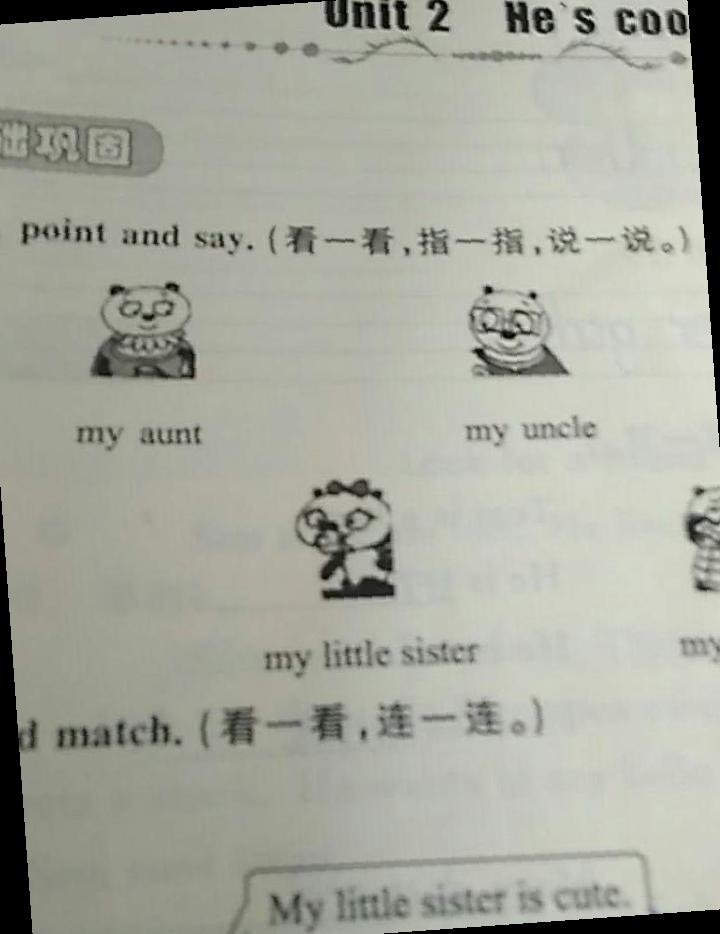 Unit 2 He's coo
础巩固
point and say. (看一看,指一指,说一说。)
my aunt
my uncle
my little sister
my
d match. (看一看,连一连。)
My little sister is cute.